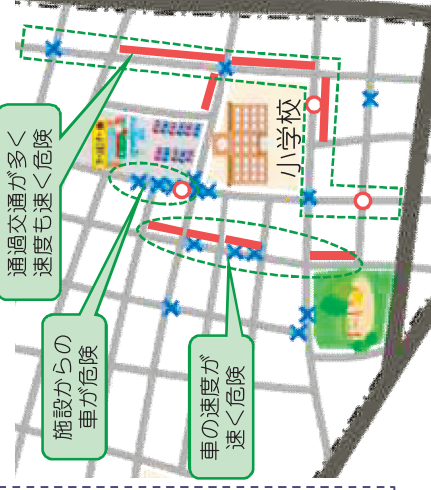 通過交通が多く
速度も速く危険
施設からの
車が危険
小学校
車の速度が
速く危険